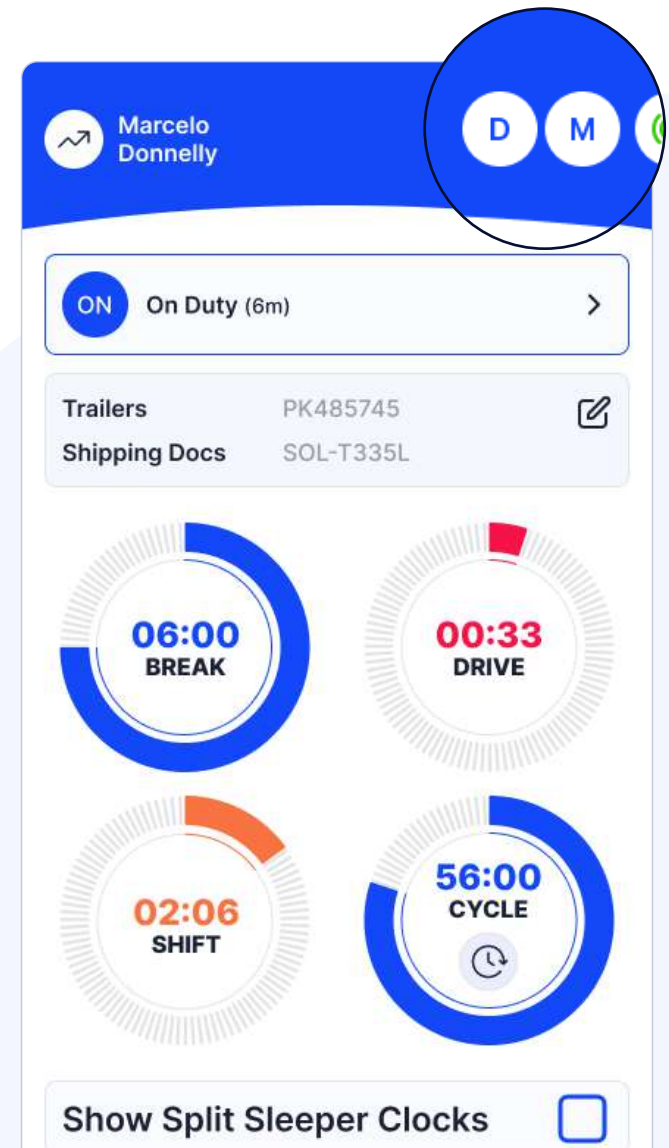 Marcelo
Donnelly
D M
ON On Duty (6m)
Trailers PK485745
Shipping Docs SOL-T335L
06:00
BREAK
00:33
DRIVE
02:06
SHIFT
56:00
CYCLE
Show Split Sleeper Clocks